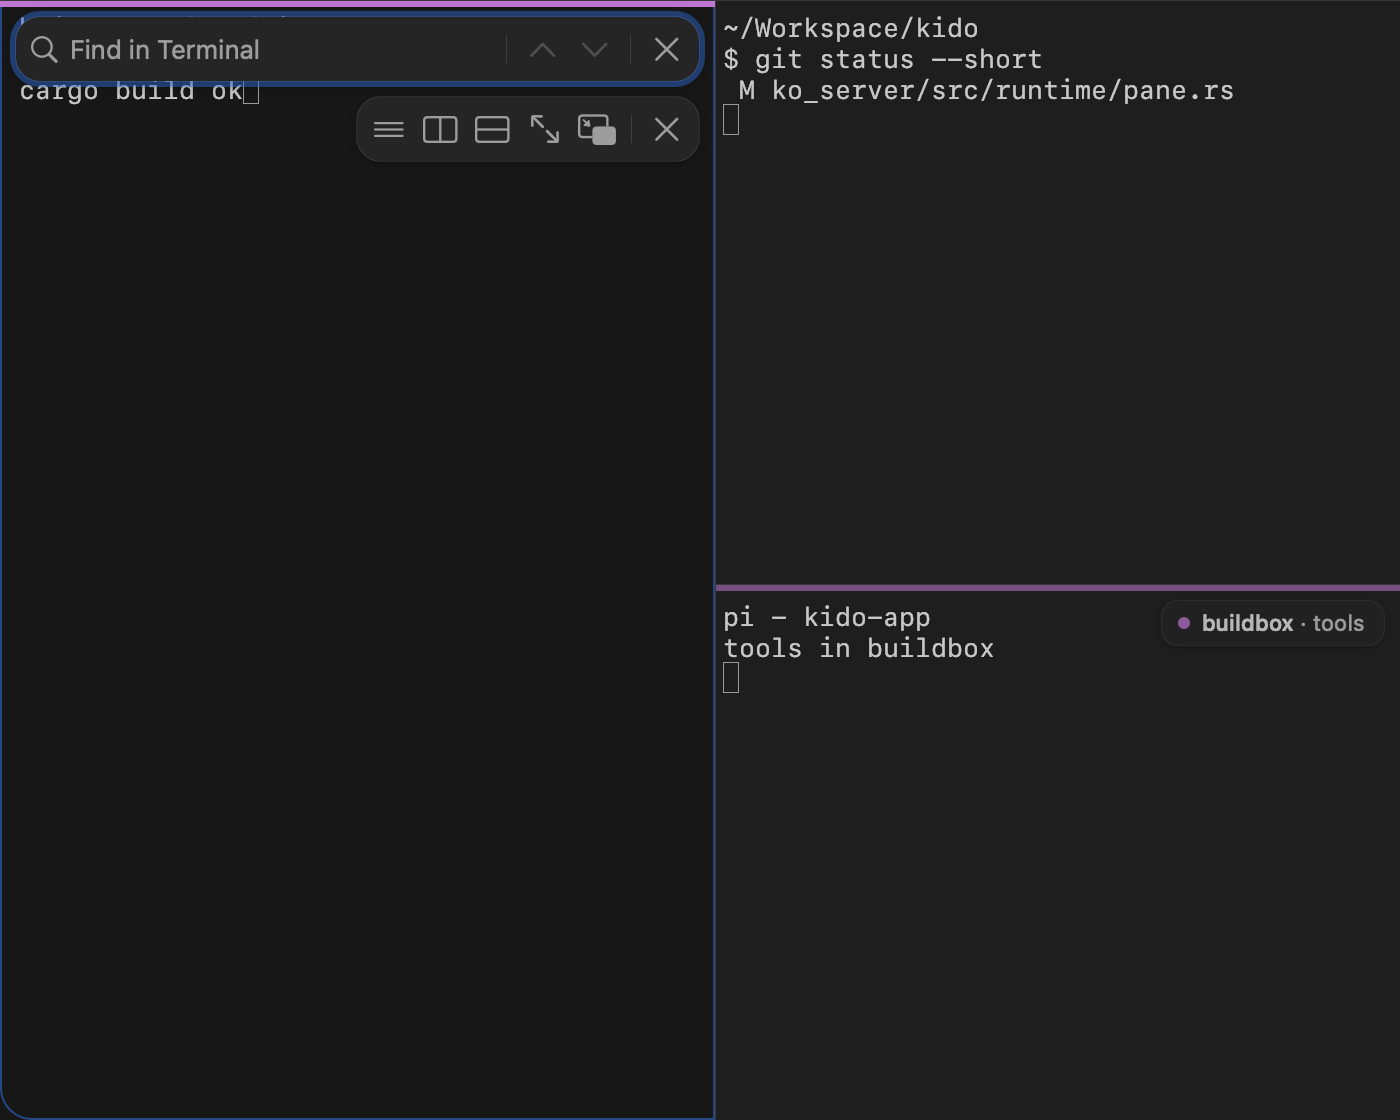 Find in Terminal
cargo build ok
~/Workspace/kido
$ git status --short
M ko_server/src/runtime/pane.rs
pi - kido-app
tools in buildbox
buildbox · tools